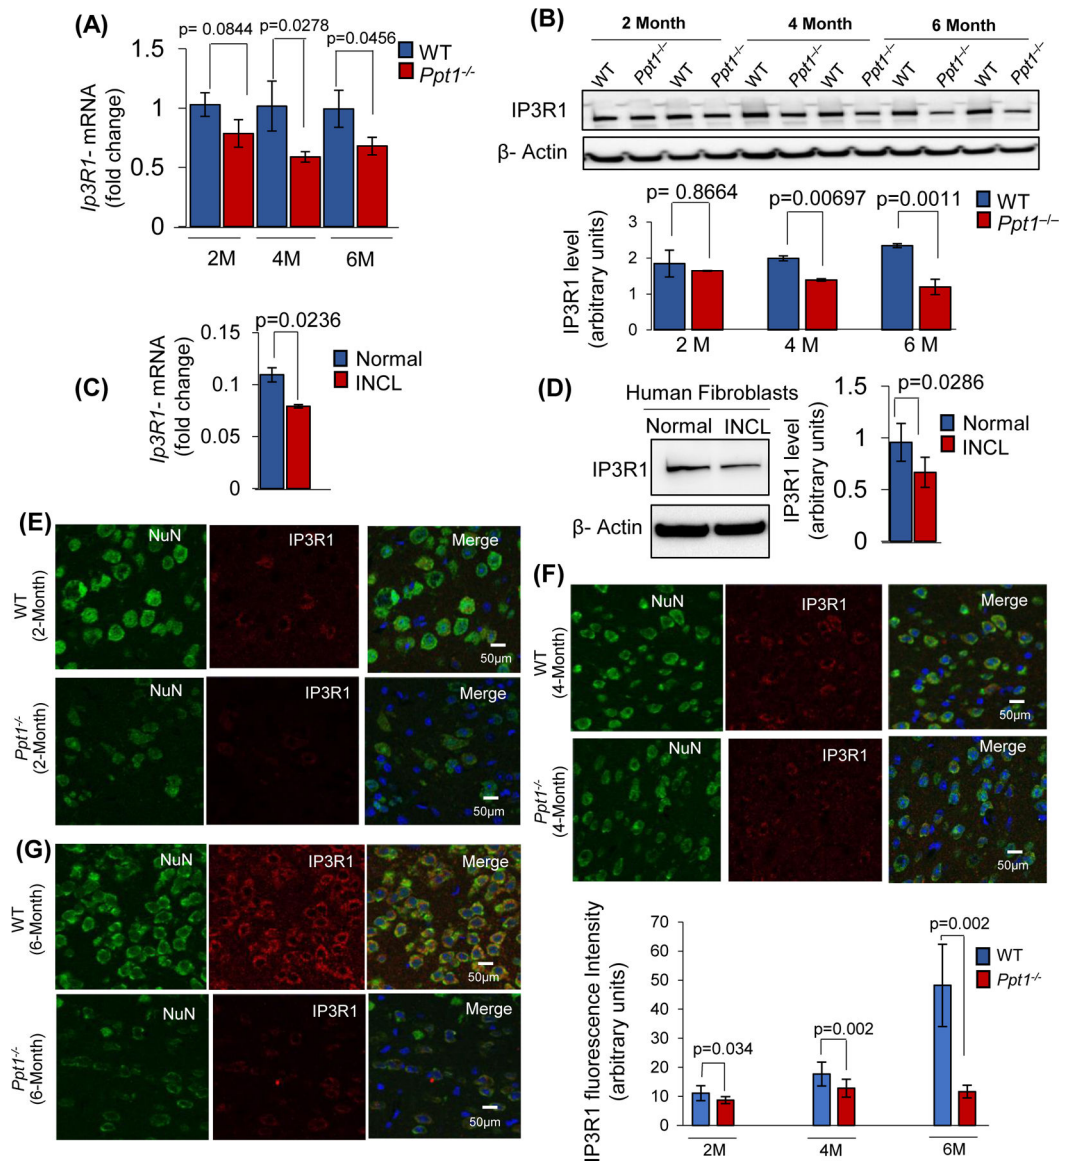 (A)
p= 0.0844
p=0.0278
p=0.0456
WT
Ppt1-/-
Ip3R1- mRNA
(fold change)
1.5
1
0.5
0
2M
4M
6M
(B)
2 Month
4 Month
6 Month
WT
Ppt1–/–
WT
Ppt1–/–
WT
Ppt1–/–
WT
Ppt1–/–
WT
Ppt1–/–
WT
Ppt1–/–
IP3R1
β- Actin
p= 0.8664
p=0.00697
p=0.0011
WT
Ppt1–/–
IP3R1 level
(arbitrary units)
3
2
1
0
2 M
4 M
6 M
(C)
p=0.0236
Normal
INCL
Ip3R1- mRNA
(fold change)
0.15
0.1
0.05
0
(D)
Human Fibroblasts
Normal
INCL
IP3R1
β- Actin
IP3R1 level
(arbitrary units)
1.5
1
0.5
0
p=0.0286
Normal
INCL
(E)
WT
(2-Month)
NuN
IP3R1
Merge
50µm
Ppt1-/-
(2-Month)
NuN
IP3R1
Merge
50µm
(F)
WT
(4-Month)
NuN
IP3R1
Merge
50µm
Ppt1-/-
(4-Month)
NuN
IP3R1
Merge
50µm
(G)
WT
(6-Month)
NuN
IP3R1
Merge
50µm
Ppt1-/-
(6-Month)
NuN
IP3R1
Merge
50µm
IP3R1 fluorescence Intensity
(arbitrary units)
70
60
50
40
30
20
10
0
p=0.034
p=0.002
p=0.002
WT
Ppt1-/-
2M
4M
6M